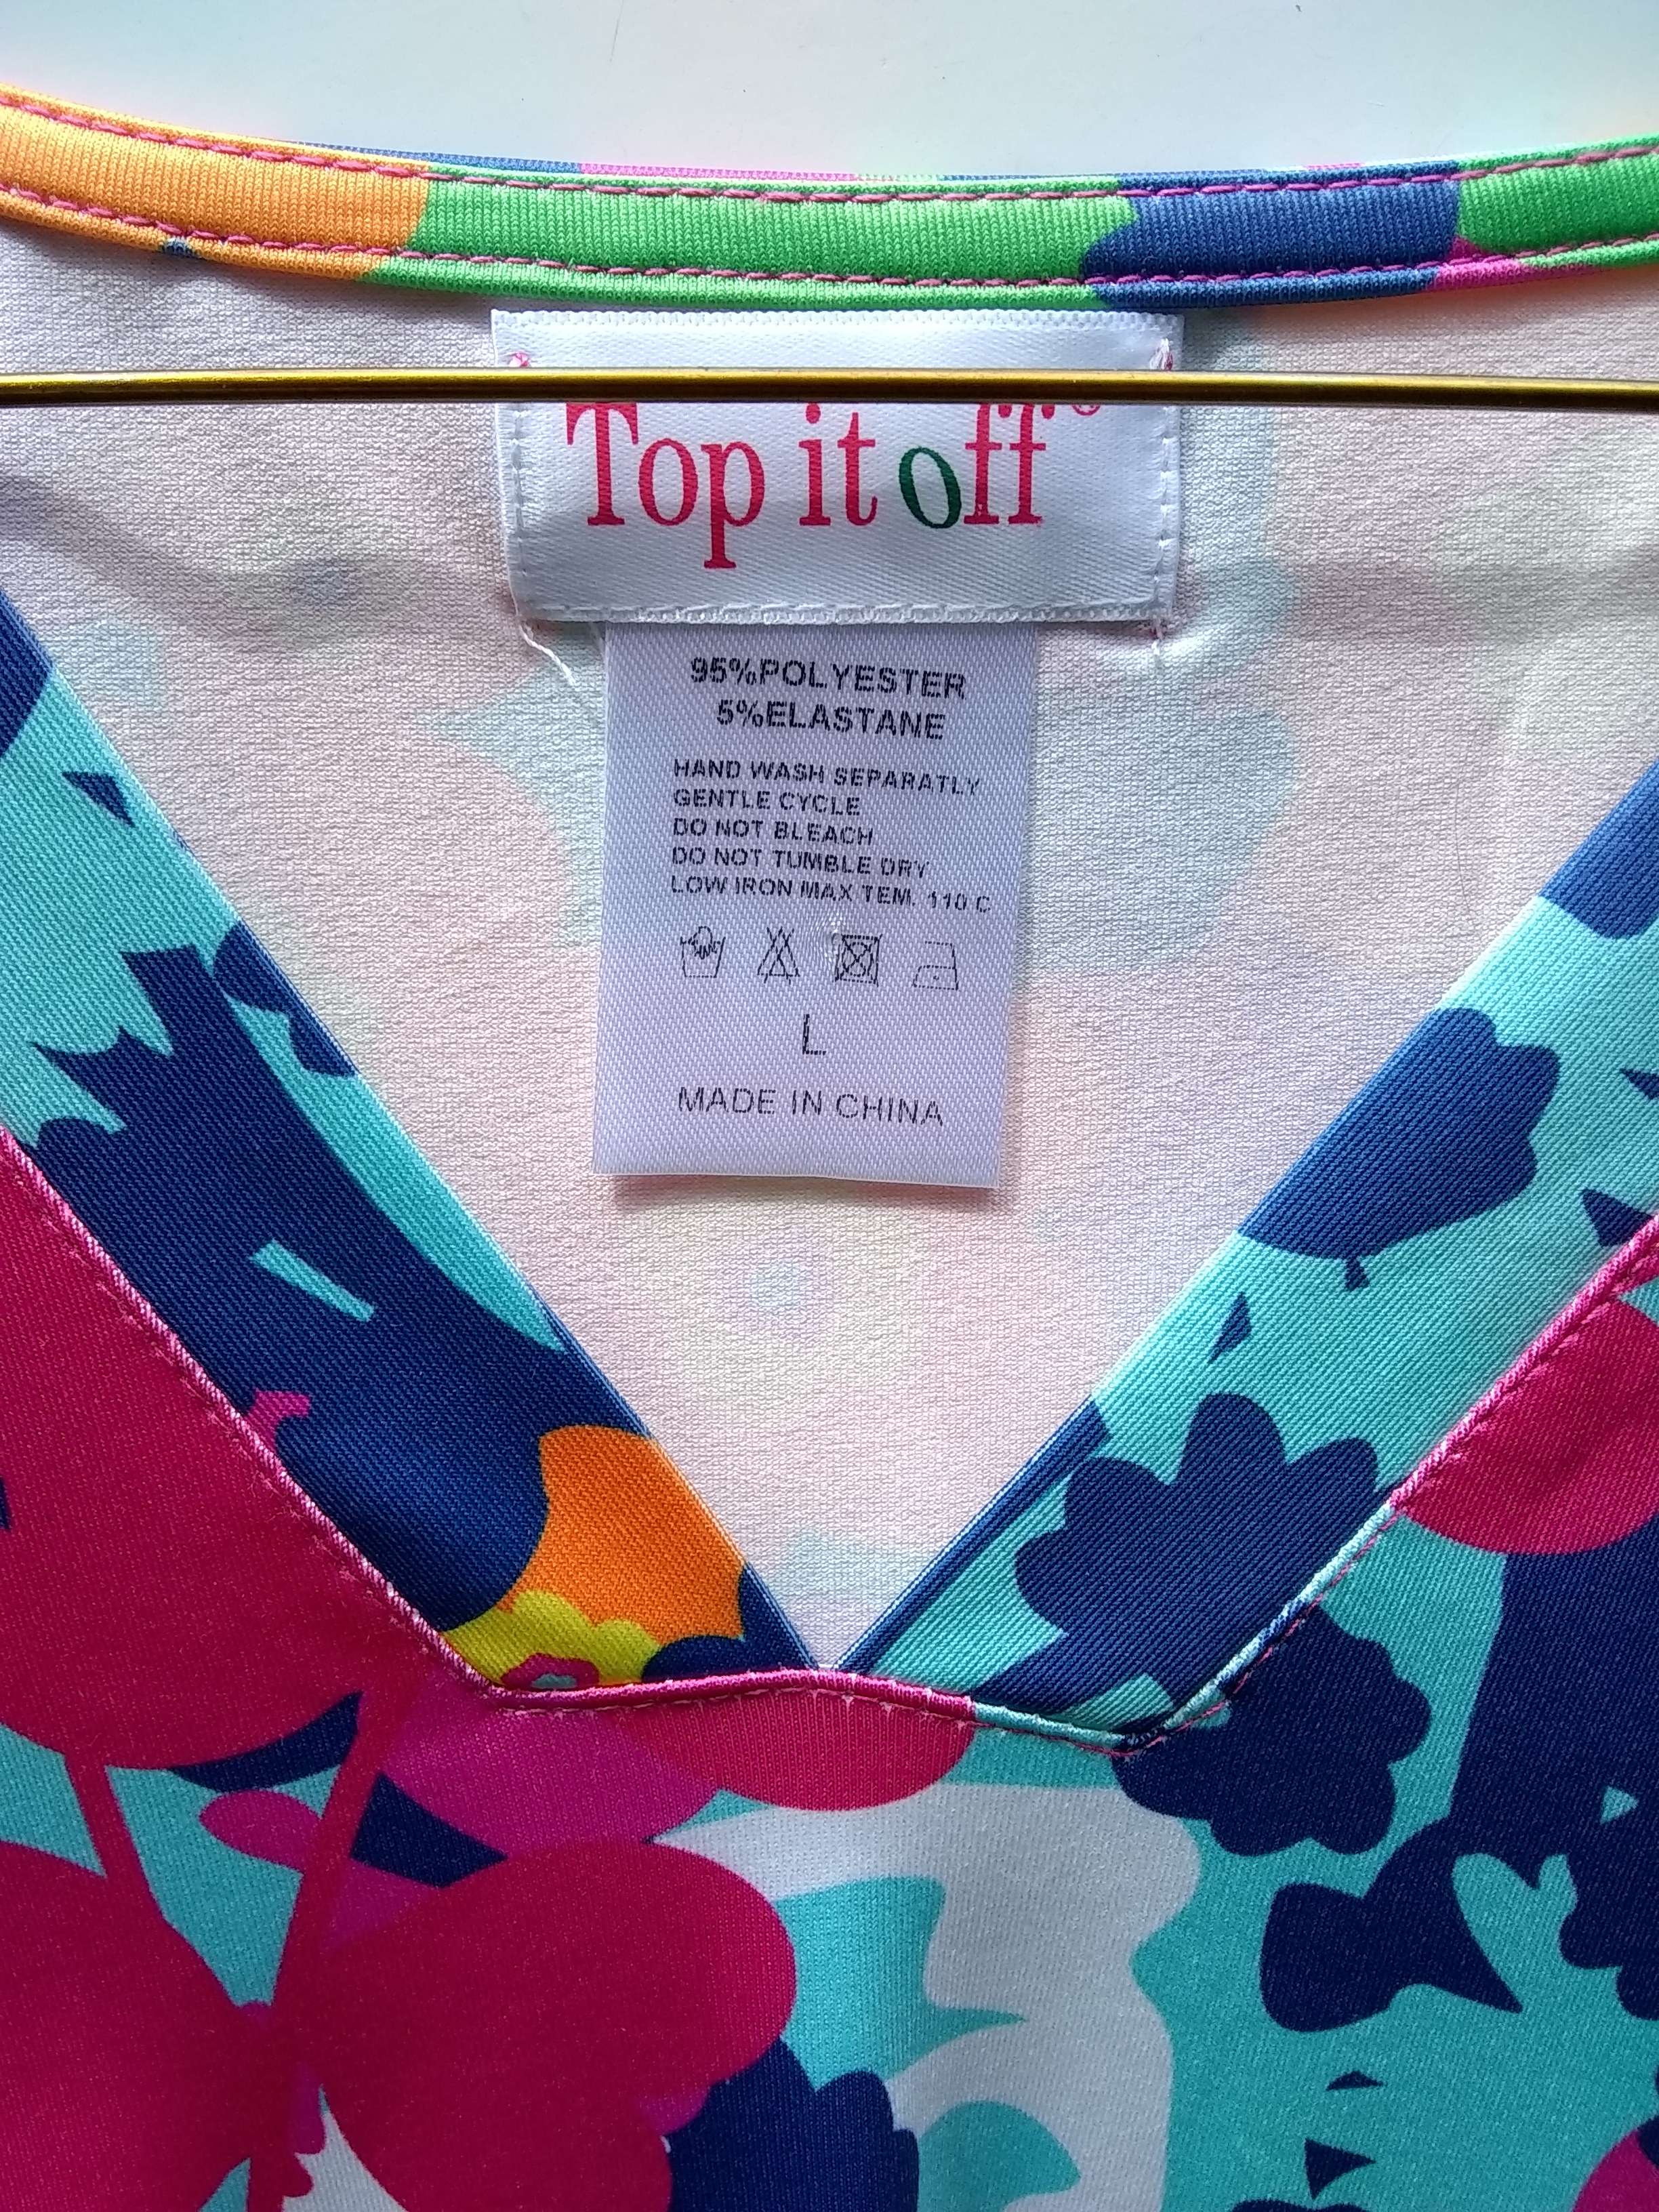 Top it off®
95%POLYESTER
5%ELASTANE
HAND WASH SEPARATLY
GENTLE CYCLE
DO NOT BLEACH
DO NOT TUMBLE DRY
LOW IRON MAX TEM. 110 C
L
MADE IN CHINA